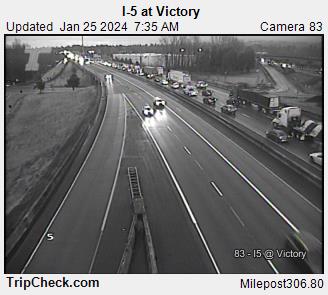 I-5 at Victory
Updated  Jan 25 2024  7:35 AM
Camera 83
5
83 - I5 @ Victory
TripCheck.com
Milepost306.80